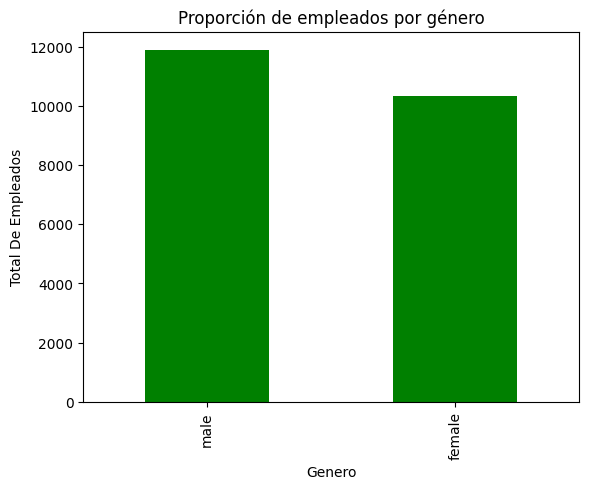 Proporción de empleados por género
Total De Empleados
12000
10000
8000
6000
4000
2000
0
male
female
Genero